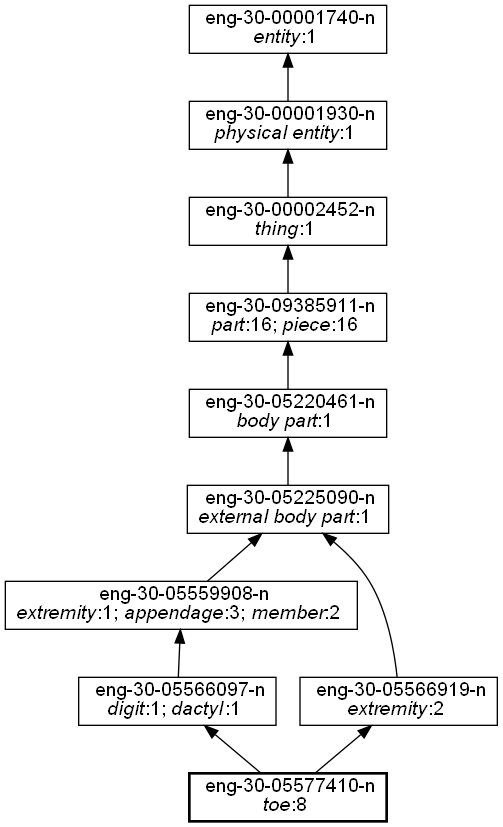 eng-30-00001740-n
entity:1
eng-30-00001930-n
physical entity:1
eng-30-00002452-n
thing:1
eng-30-09385911-n
part:16; piece:16
eng-30-05220461-n
body part:1
eng-30-05225090-n
external body part:1
eng-30-05559908-n
extremity:1; appendage:3; member:2
eng-30-05566097-n
digit:1; dactyl:1
eng-30-05566919-n
extremity:2
eng-30-05577410-n
toe:8